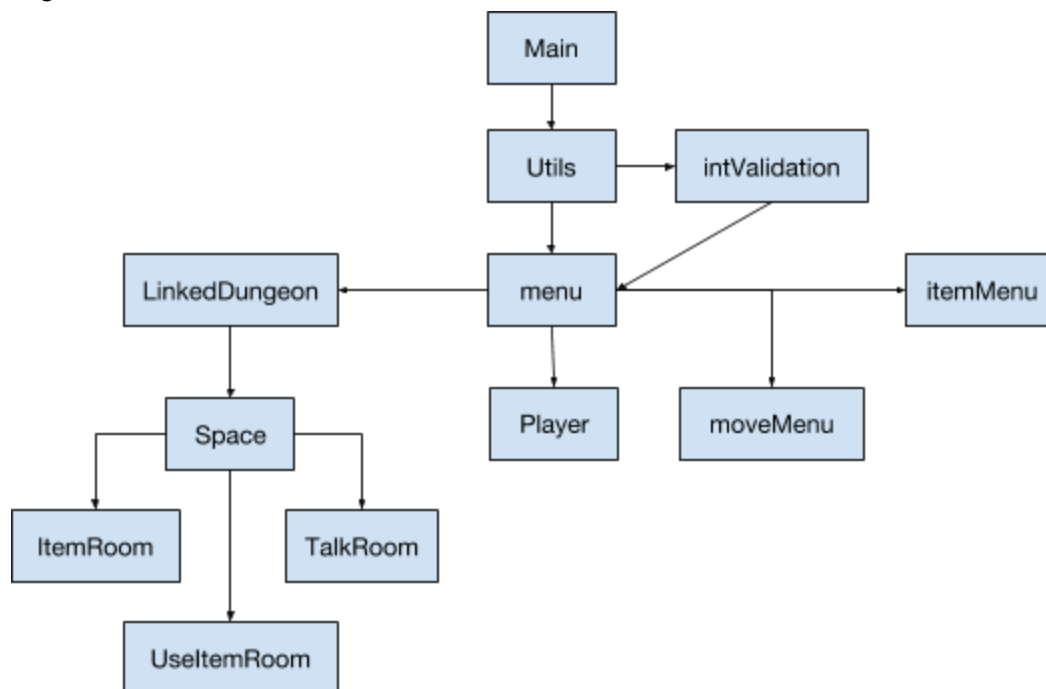 Main
Utils
intValidation
LinkedDungeon
menu
itemMenu
Player
moveMenu
Space
ItemRoom
TalkRoom
UseItemRoom